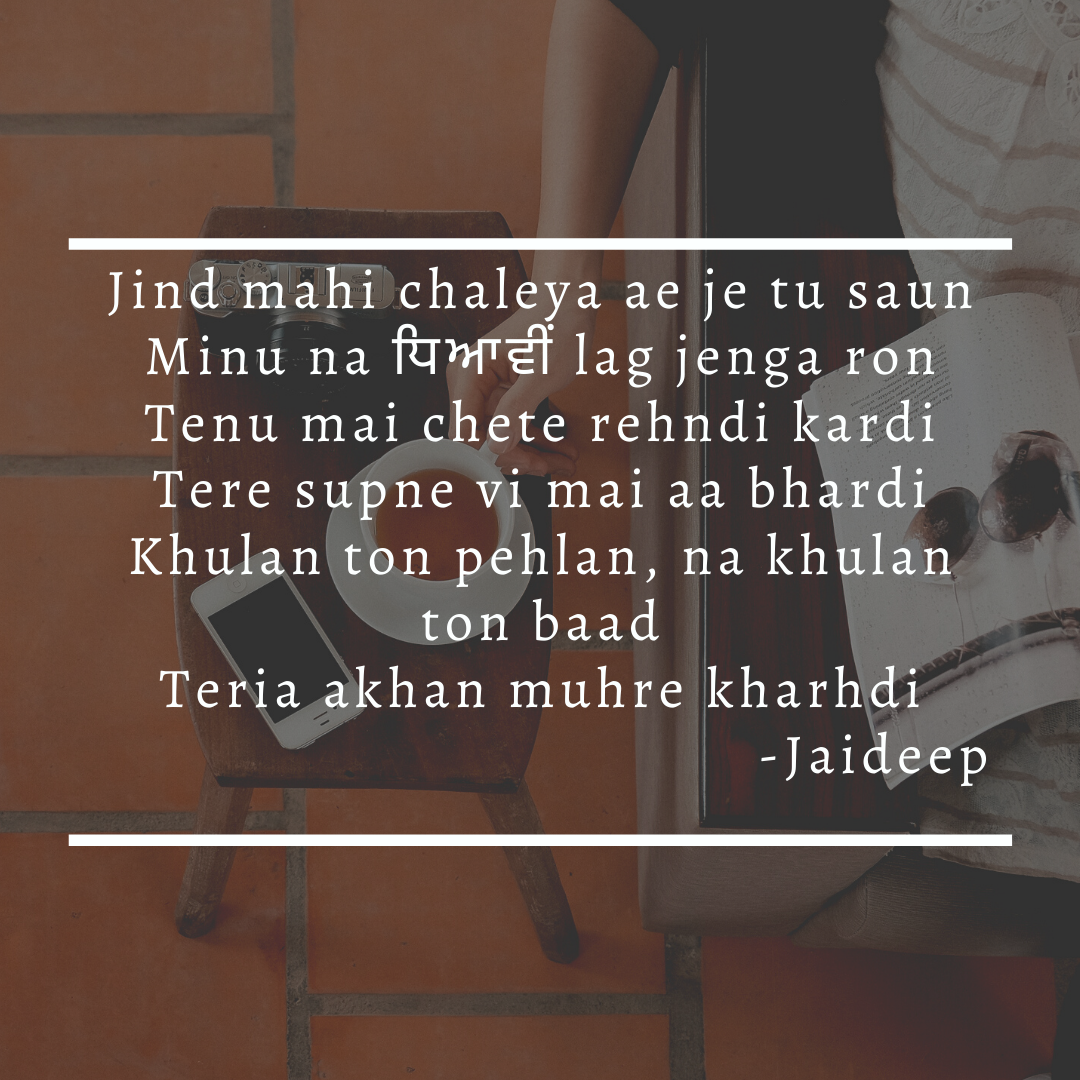 Jind mahi chaleya ae je tu saun
Minu na ਧਿਆਵੀਂ lag jenga ron
Tenu mai chete rehndi kardi
Tere supne vi mai aa bhardi
Khulan ton pehlan, na khulan
ton baad
Teria akhan muhre kharhdi
-Jaideep